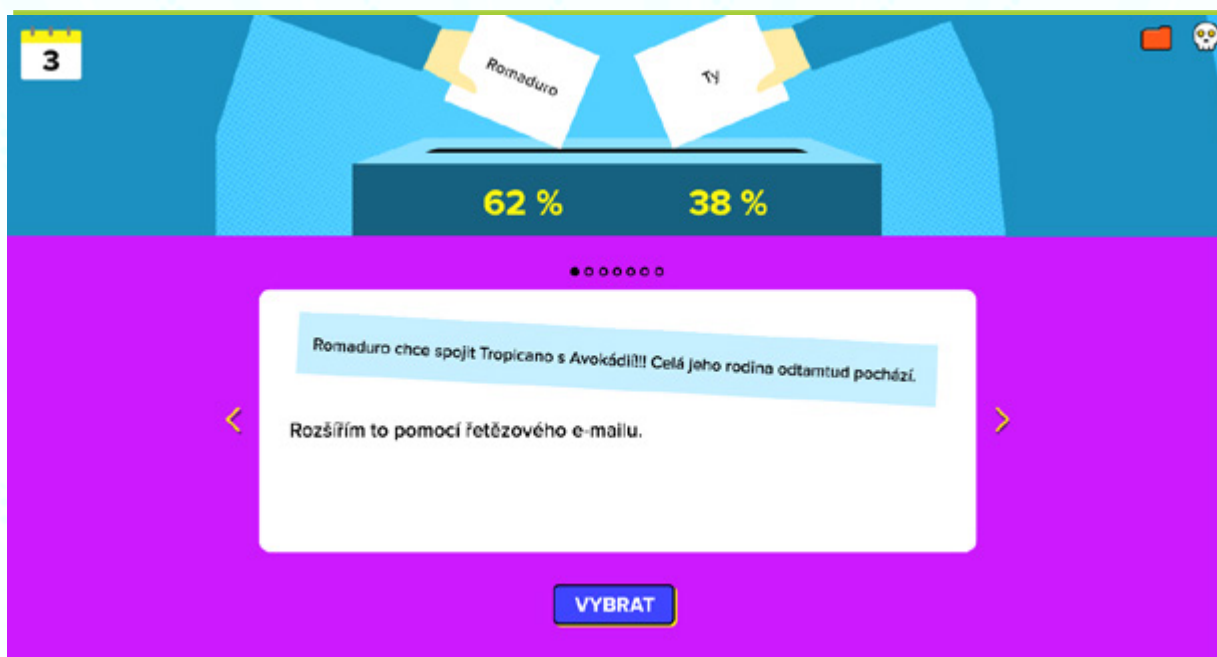 3
Romaduro
Ty
62 %
38 %
Romaduro chce spojit Tropicano s Avokádií!!! Celá jeho rodina odtamtud pochází.
Rozšířím to pomocí řetězového e-mailu.
VYBRAT